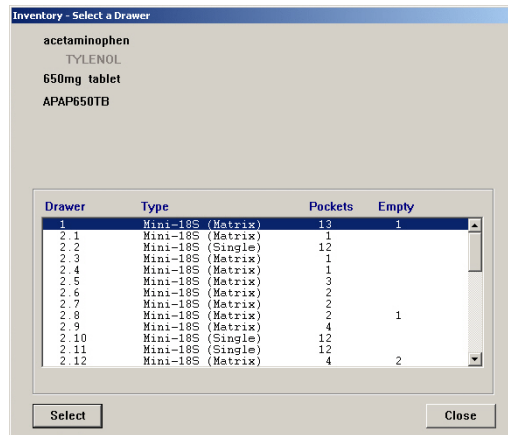 Inventory - Select a Drawer
acetaminophen
TYLENOL
650mg tablet
APAP650TB
Drawer Type Pockets Empty
1 Mini-18S (Matrix) 13 1
2.1 Mini-18S (Matrix) 1
2.2 Mini-18S (Single) 12
2.3 Mini-18S (Matrix) 1
2.4 Mini-18S (Matrix) 1
2.5 Mini-18S (Matrix) 3
2.6 Mini-18S (Matrix) 2
2.7 Mini-18S (Matrix) 2
2.8 Mini-18S (Matrix) 2 1
2.9 Mini-18S (Matrix) 4
2.10 Mini-18S (Single) 12
2.11 Mini-18S (Single) 12
2.12 Mini-18S (Matrix) 4 2
Select Close